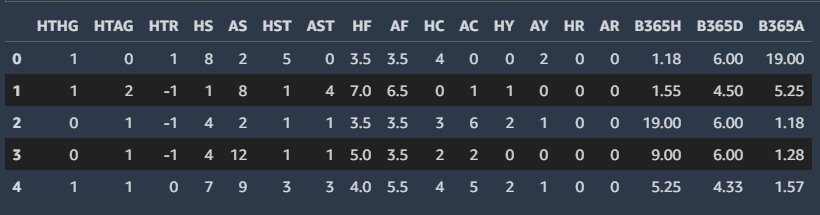 HTHG HTAG HTR HS AS HST AST HF AF HC AC HY AY HR AR B365H B365D B365A
0 1 0 1 8 2 5 0 3.5 3.5 4 0 0 2 0 0 1.18 6.00 19.00
1 1 2 -1 1 8 1 4 7.0 6.5 0 1 1 0 0 0 1.55 4.50 5.25
2 0 1 -1 4 2 1 1 3.5 3.5 3 6 2 1 0 0 19.00 6.00 1.18
3 0 1 -1 4 12 1 1 5.0 3.5 2 2 0 0 0 0 9.00 6.00 1.28
4 1 1 0 7 9 3 3 4.0 5.5 4 5 2 1 0 0 5.25 4.33 1.57